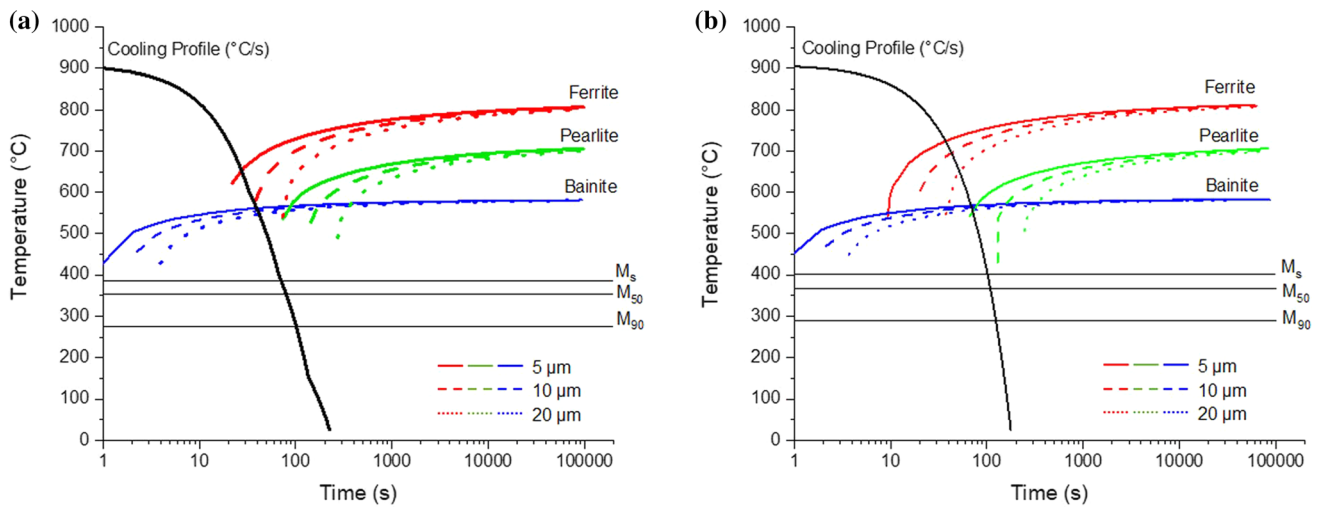 (a)
1000
900
800
700
600
500
400
300
200
100
0
Temperature (°C)
Cooling Profile (°C/s)
Ferrite
Pearlite
Bainite
Ms
M50
M90
5 µm
10 µm
20 µm
1 10 100 1000 10000 100000
Time (s)
(b)
1000
900
800
700
600
500
400
300
200
100
0
Temperature (°C)
Cooling Profile (°C/s)
Ferrite
Pearlite
Bainite
Ms
M50
M90
5 µm
10 µm
20 µm
1 10 100 1000 10000 100000
Time (s)